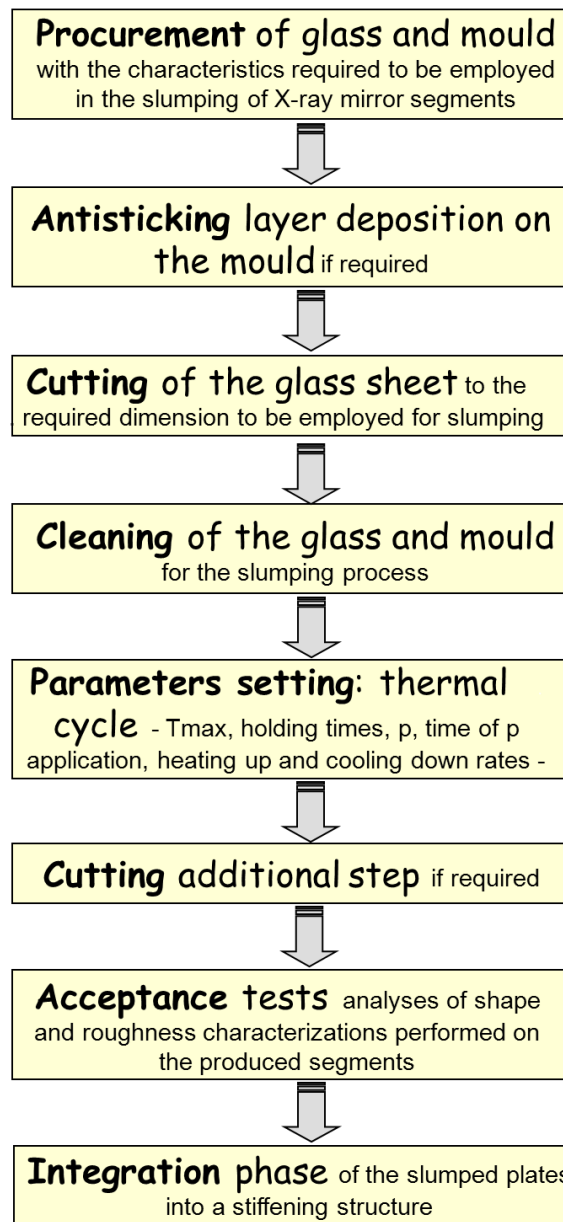 Procurement of glass and mould
with the characteristics required to be employed
in the slumping of X-ray mirror segments
Antisticking layer deposition on
the mould if required
Cutting of the glass sheet to the
. required dimension to be employed for slumping
Cleaning of the glass and mould
for the slumping process
Parameters setting: thermal
cycle - Tmax, holding times, p, time of p
application, heating up and cooling down rates -
Cutting additional step if required
Acceptance tests analyses of shape
and roughness characterizations performed on
the produced segments
Integration phase of the slumped plates
into a stiffening structure